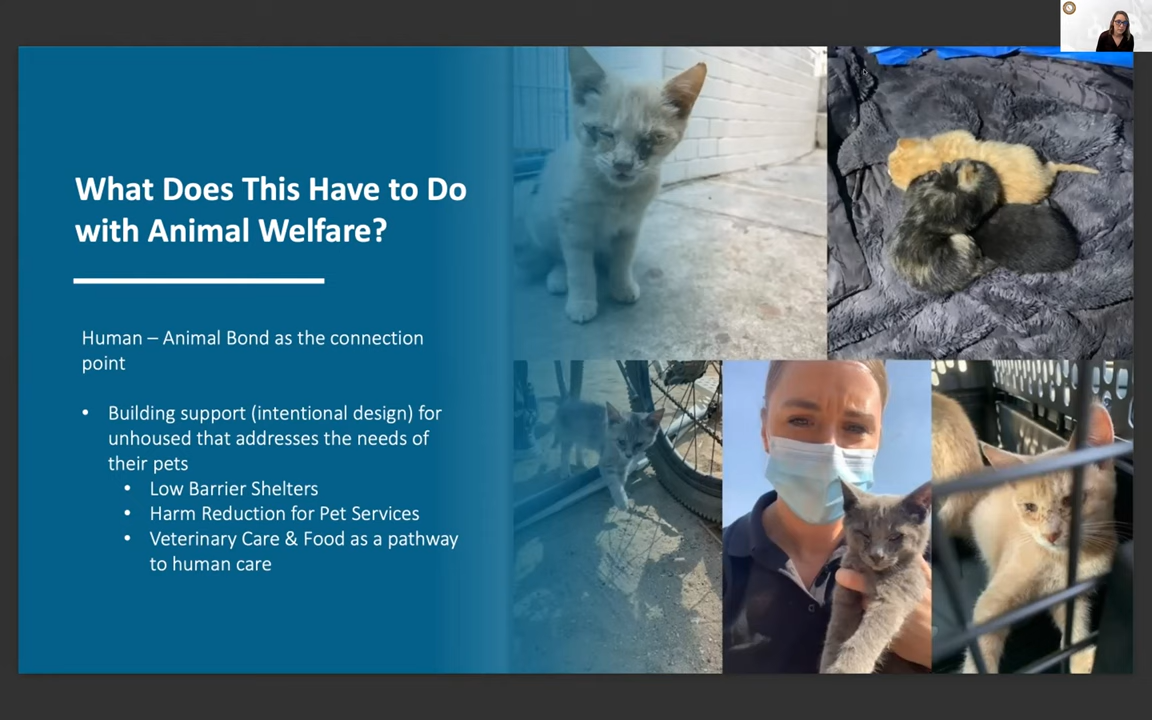 What Does This Have to Do
with Animal Welfare?
Human – Animal Bond as the connection
point
• Building support (intentional design) for
unhoused that addresses the needs of
their pets
• Low Barrier Shelters
• Harm Reduction for Pet Services
• Veterinary Care & Food as a pathway
to human care